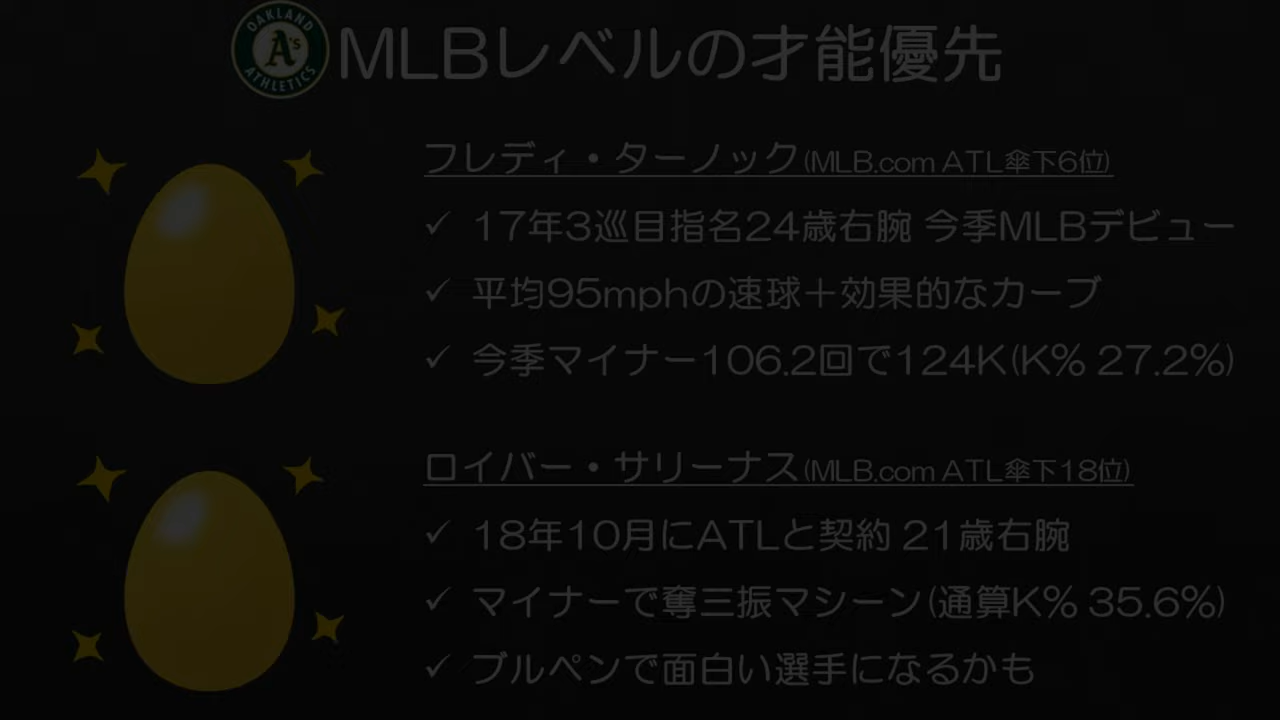 OAKLAND
A's
ATHLETICS
MLBレベルの才能優先
フレディ・ターノック(MLB.com ATL傘下6位)
✓ 17年3巡目指名24歳右腕 今季MLBデビュー
✓ 平均95mphの速球＋効果的なカーブ
✓ 今季マイナー106.2回で124K(K% 27.2%)
ロイバー・サリーナス(MLB.com ATL傘下18位)
✓ 18年10月にATLと契約 21歳右腕
✓ マイナーで奪三振マシーン(通算K% 35.6%)
✓ ブルペンで面白い選手になるかも